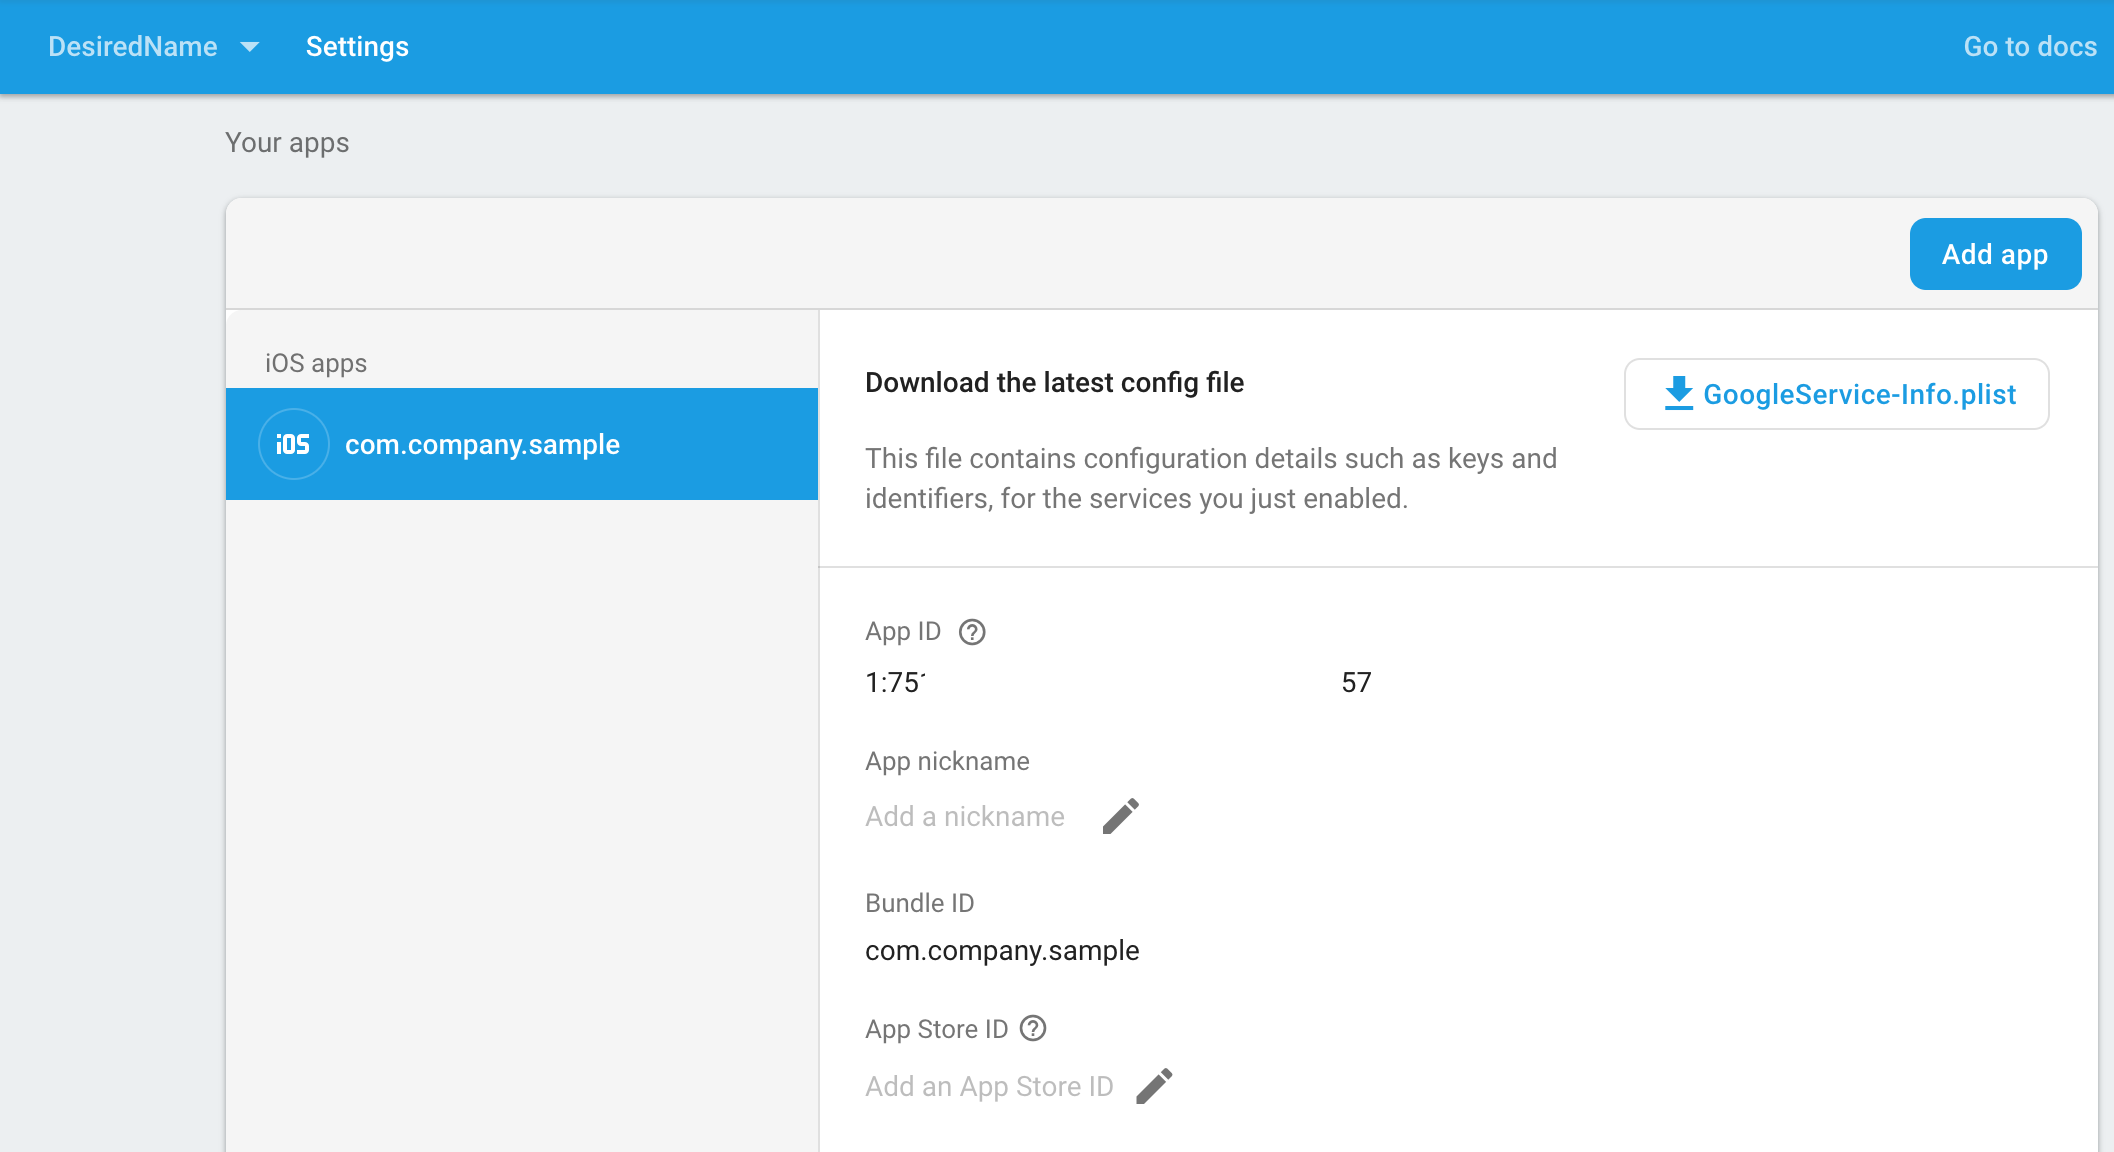 DesiredName Settings Go to docs
Your apps
Add app
iOS apps
iOS com.company.sample
Download the latest config file
GoogleService-Info.plist
This file contains configuration details such as keys and
identifiers, for the services you just enabled.
App ID ?
1:75 57
App nickname
Add a nickname
Bundle ID
com.company.sample
App Store ID ?
Add an App Store ID